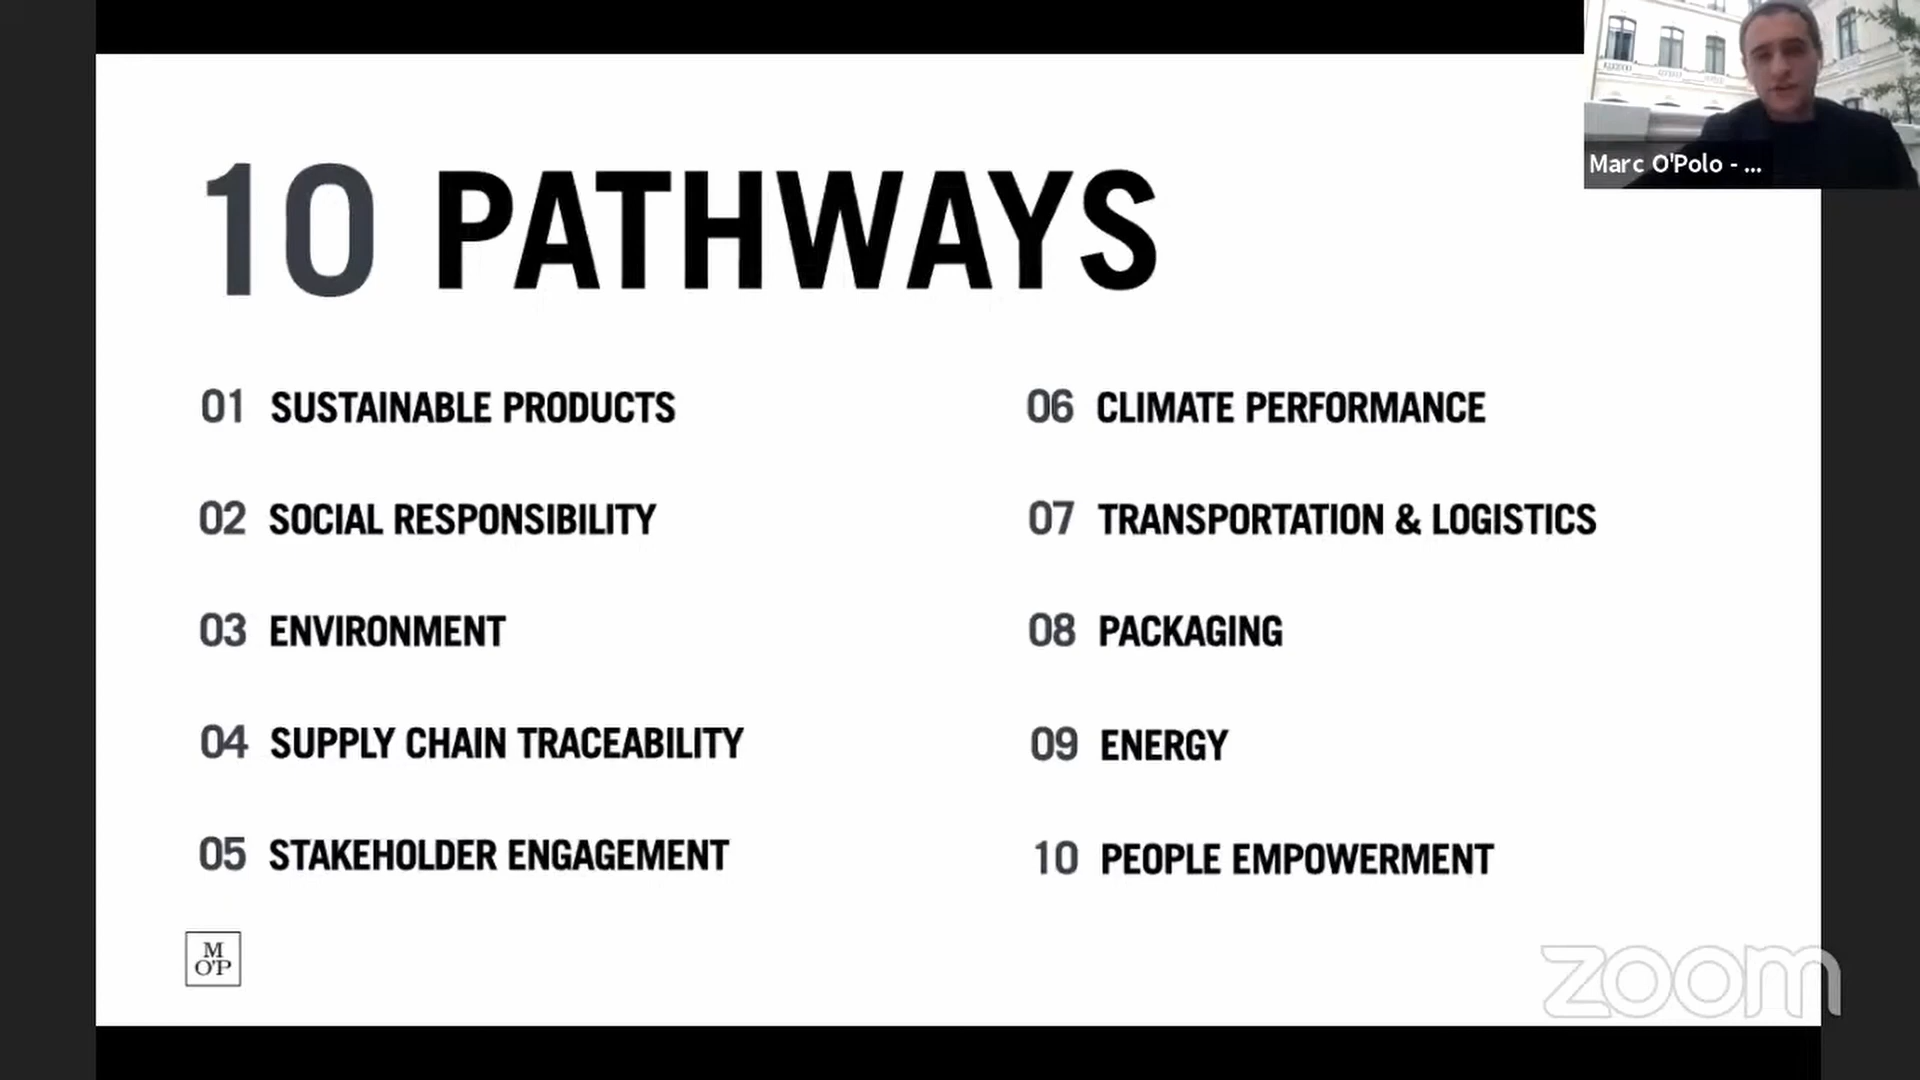 Marc O'Polo - ...
10 PATHWAYS
01 SUSTAINABLE PRODUCTS
02 SOCIAL RESPONSIBILITY
03 ENVIRONMENT
04 SUPPLY CHAIN TRACEABILITY
05 STAKEHOLDER ENGAGEMENT
06 CLIMATE PERFORMANCE
07 TRANSPORTATION & LOGISTICS
08 PACKAGING
09 ENERGY
10 PEOPLE EMPOWERMENT
M
O'P
zoom